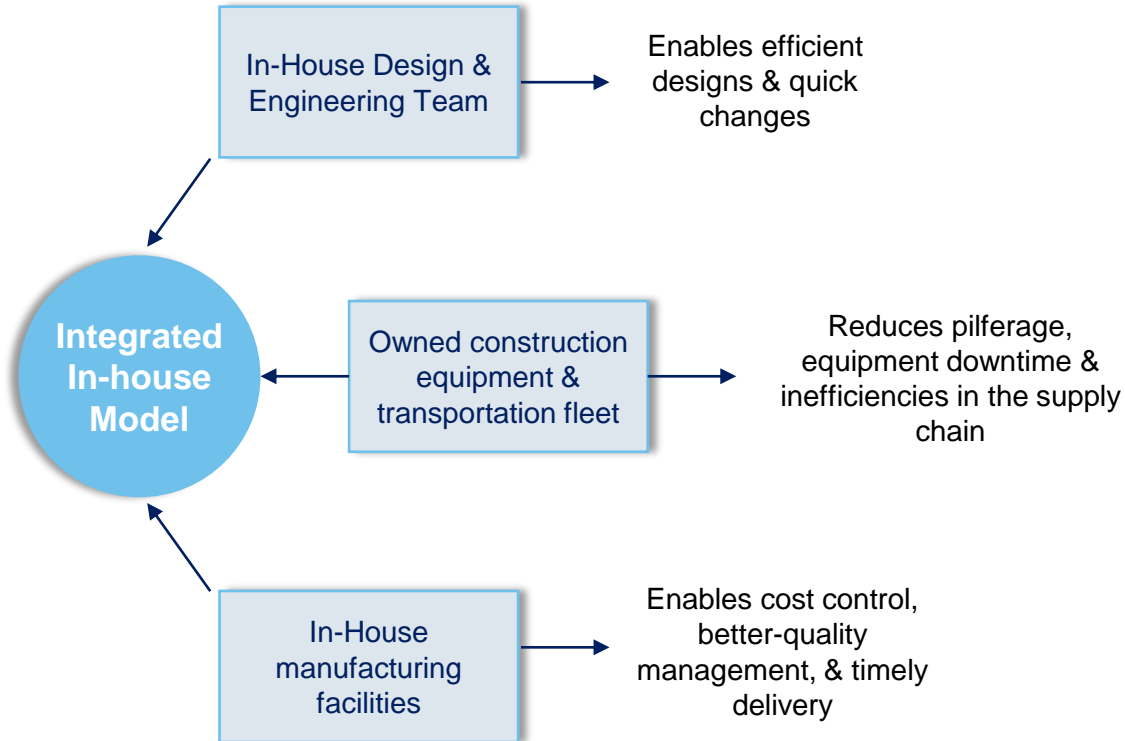 In-House Design &
Engineering Team
Enables efficient
designs & quick
changes
Integrated
In-house
Model
Owned construction
equipment &
transportation fleet
Reduces pilferage,
equipment downtime &
inefficiencies in the supply
chain
In-House
manufacturing
facilities
Enables cost control,
better-quality
management, & timely
delivery